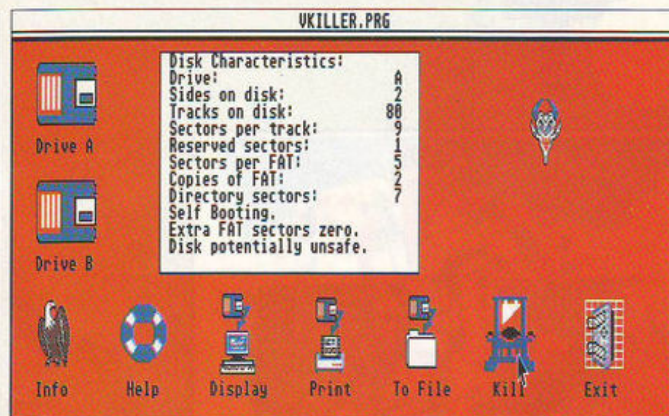 VKILLER.PRG
Disk Characteristics:
Drive: A
Sides on disk: 2
Tracks on disk: 80
Sectors per track: 9
Reserved sectors: 1
Sectors per FAT: 5
Copies of FAT: 2
Directory sectors: 7
Self Booting.
Extra FAT sectors zero.
Disk potentially unsafe.
Drive A
Drive B
Info Help Display Print To File Kill Exit